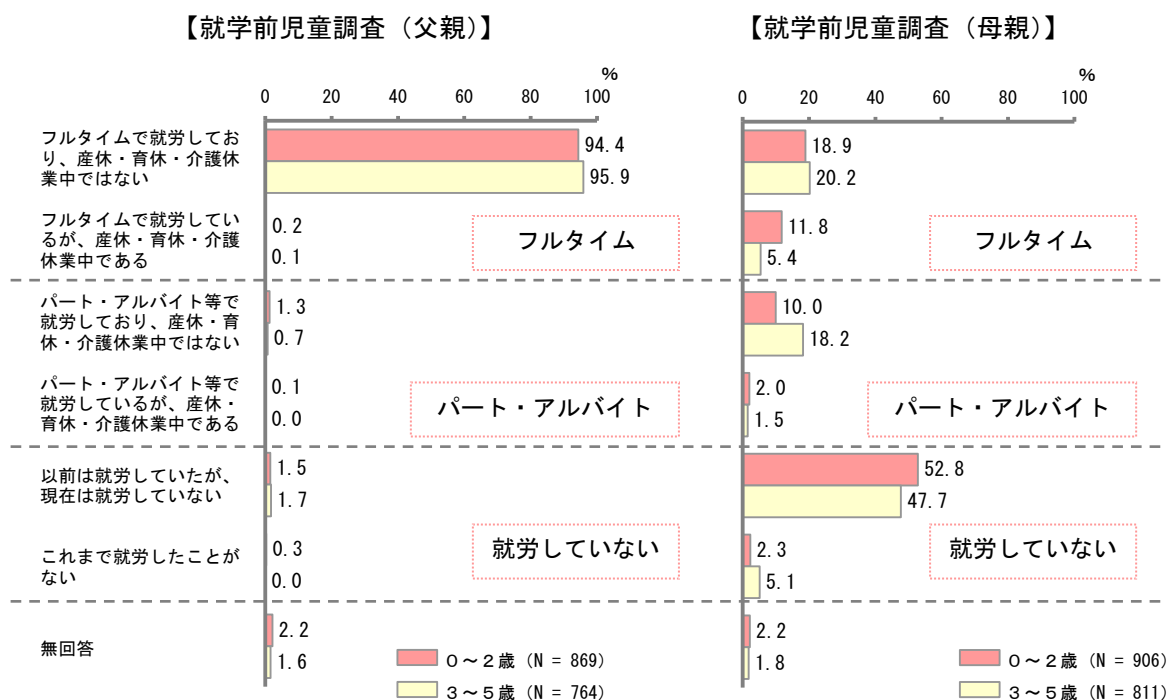 【就学前児童調査（父親）】
【就学前児童調査（母親）】
%
0 20 40 60 80 100
%
0 20 40 60 80 100
フルタイムで就労してお
り、産休・育休・介護休
業中ではない
94.4
95.9
18.9
20.2
フルタイムで就労してい
るが、産休・育休・介護
休業中である
0.2
0.1
フルタイム
11.8
5.4
フルタイム
パート・アルバイト等で
就労しており、産休・育
休・介護休業中ではない
1.3
0.7
10.0
18.2
パート・アルバイト等で
就労しているが、産休・
育休・介護休業中である
0.1
0.0
パート・アルバイト
2.0
1.5
パート・アルバイト
以前は就労していたが、
現在は就労していない
1.5
1.7
52.8
47.7
これまで就労したことが
ない
0.3
0.0
就労していない
2.3
5.1
就労していない
無回答
2.2
1.6
2.2
1.8
０～２歳（N = 869）
３～５歳（N = 764）
０～２歳（N = 906）
３～５歳（N = 811）